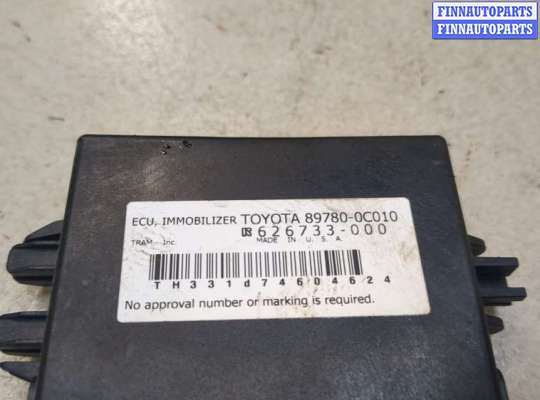 FINNAUTOPARTS
FINNAUTOPARTS
ECU, IMMOBILIZER TOYOTA 89780-0C010
626733-000
TRAM Inc MADE IN U.S.A.
TH331d74604624
No approval number or marking is required.